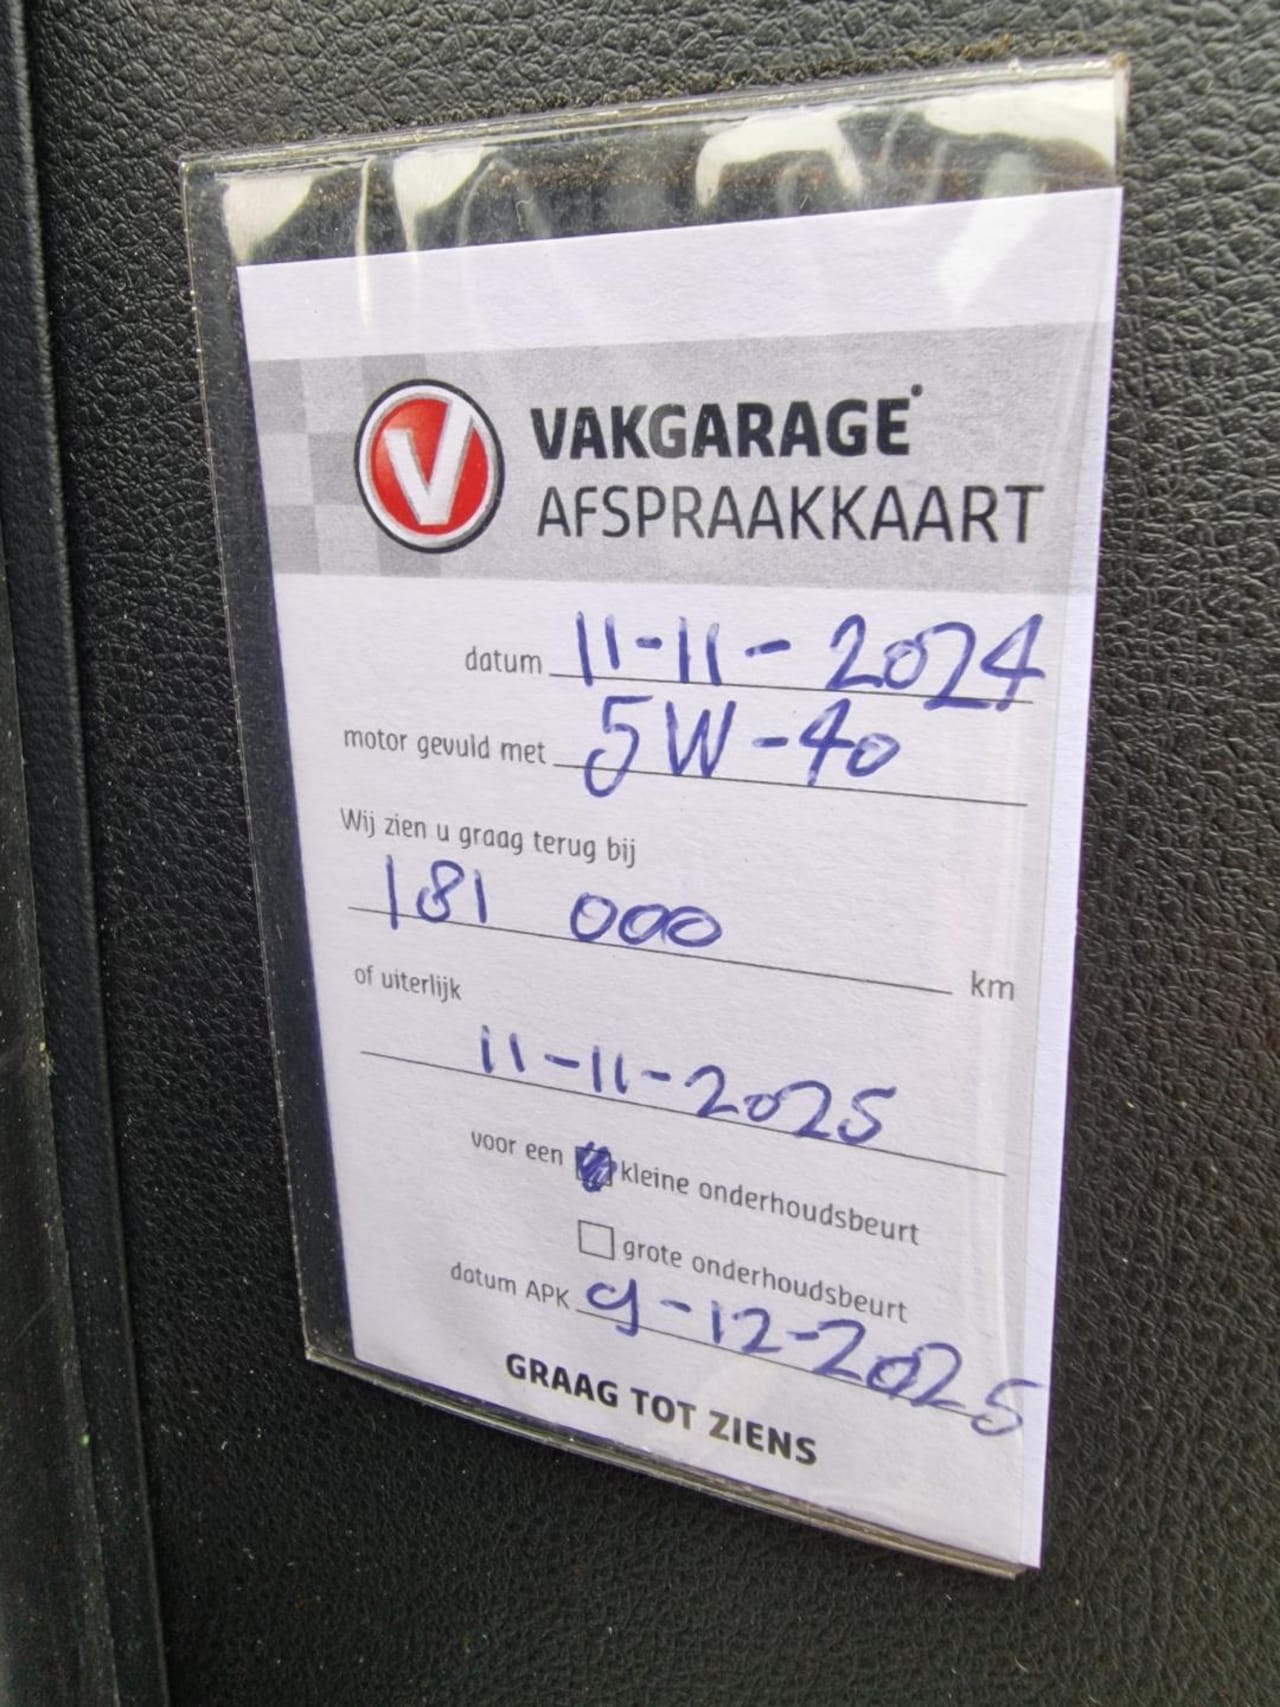 V VAKGARAGE
AFSPRAAKKAART
datum 11-11-2024
motor gevuld met 5W-40
Wij zien u graag terug bij
181 000 km
of uiterlijk
11-11-2025
voor een kleine onderhoudsbeurt
grote onderhoudsbeurt
datum APK 9-12-2025
GRAAG TOT ZIENS